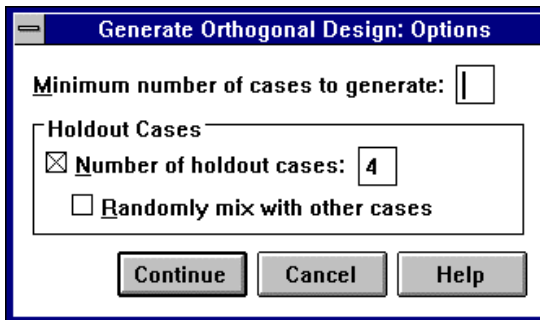 Generate Orthogonal Design: Options
Minimum number of cases to generate:
Holdout Cases
Number of holdout cases: 4
Randomly mix with other cases
Continue Cancel Help